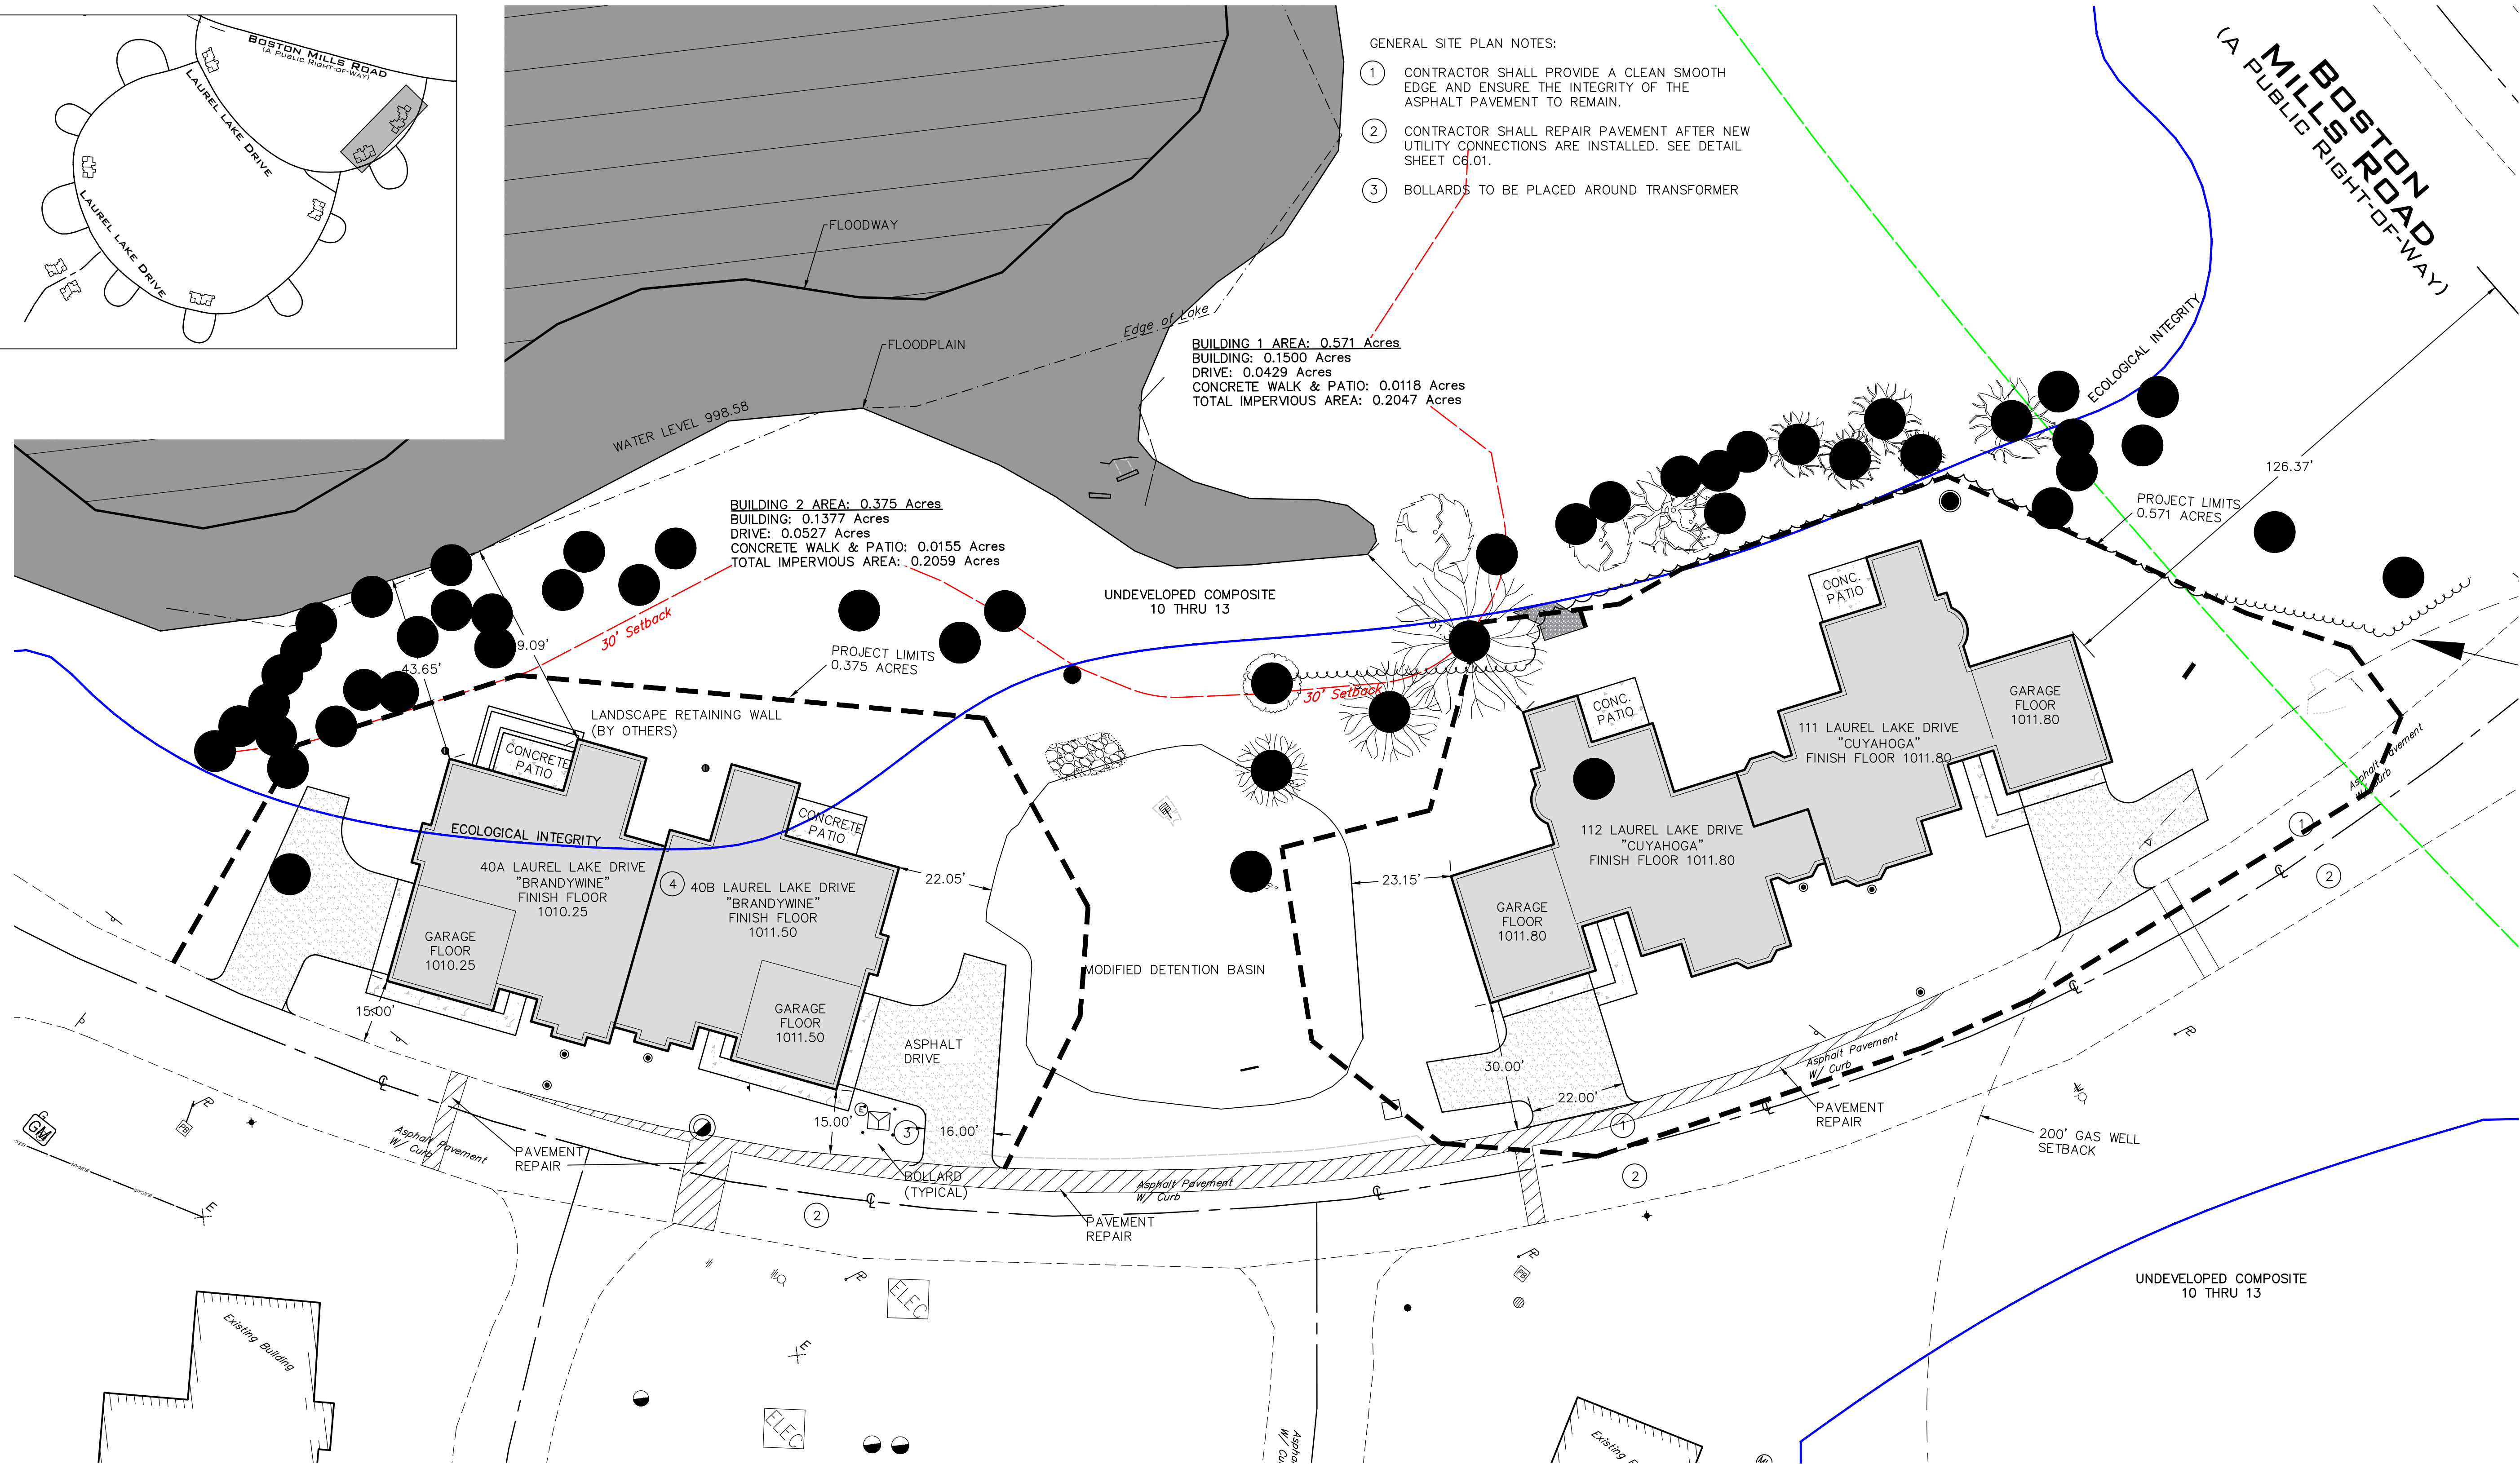 BOSTON MILLS ROAD
(A PUBLIC RIGHT-OF-WAY)
LAUREL LAKE DRIVE
LAUREL LAKE DRIVE
GENERAL SITE PLAN NOTES:
1 CONTRACTOR SHALL PROVIDE A CLEAN SMOOTH
EDGE AND ENSURE THE INTEGRITY OF THE
ASPHALT PAVEMENT TO REMAIN.
2 CONTRACTOR SHALL REPAIR PAVEMENT AFTER NEW
UTILITY CONNECTIONS ARE INSTALLED. SEE DETAIL
SHEET C6.01.
3 BOLLARDS TO BE PLACED AROUND TRANSFORMER
BOSTON
MILLS ROAD
(A PUBLIC RIGHT-OF-WAY)
FLOODWAY
FLOODPLAIN
Edge of Lake
WATER LEVEL 998.58
BUILDING 1 AREA: 0.571 Acres
BUILDING: 0.1500 Acres
DRIVE: 0.0429 Acres
CONCRETE WALK & PATIO: 0.0118 Acres
TOTAL IMPERVIOUS AREA: 0.2047 Acres
ECOLOGICAL INTEGRITY
126.37'
PROJECT LIMITS
0.571 ACRES
BUILDING 2 AREA: 0.375 Acres
BUILDING: 0.1377 Acres
DRIVE: 0.0527 Acres
CONCRETE WALK & PATIO: 0.0155 Acres
TOTAL IMPERVIOUS AREA: 0.2059 Acres
UNDEVELOPED COMPOSITE
10 THRU 13
30' Setback
9.09'
43.65'
PROJECT LIMITS
0.375 ACRES
30' Setback
LANDSCAPE RETAINING WALL
(BY OTHERS)
CONCRETE
PATIO
CONCRETE
PATIO
CONC.
PATIO
CONC.
PATIO
GARAGE
FLOOR
1011.80
111 LAUREL LAKE DRIVE
"CUYAHOGA"
FINISH FLOOR 1011.80
112 LAUREL LAKE DRIVE
"CUYAHOGA"
FINISH FLOOR 1011.80
GARAGE
FLOOR
1011.80
ECOLOGICAL INTEGRITY
40A LAUREL LAKE DRIVE
"BRANDYWINE"
FINISH FLOOR
1010.25
4
40B LAUREL LAKE DRIVE
"BRANDYWINE"
FINISH FLOOR
1011.50
GARAGE
FLOOR
1010.25
GARAGE
FLOOR
1011.50
22.05'
23.15'
MODIFIED DETENTION BASIN
ASPHALT
DRIVE
15.00'
15.00'
16.00'
30.00'
22.00'
E
3
1
2
1
2
2
Asphalt Pavement
W/ Curb
Asphalt Pavement
W/ Curb
Asphalt Pavement
W/ Curb
Asphalt Pavement
W/ Curb
PAVEMENT
REPAIR
PAVEMENT
REPAIR
PAVEMENT
REPAIR
BOLLARD
(TYPICAL)
200' GAS WELL
SETBACK
UNDEVELOPED COMPOSITE
10 THRU 13
G
GM
PB
E
PB
E
ELEC
ELEC
Existing Building
Existing